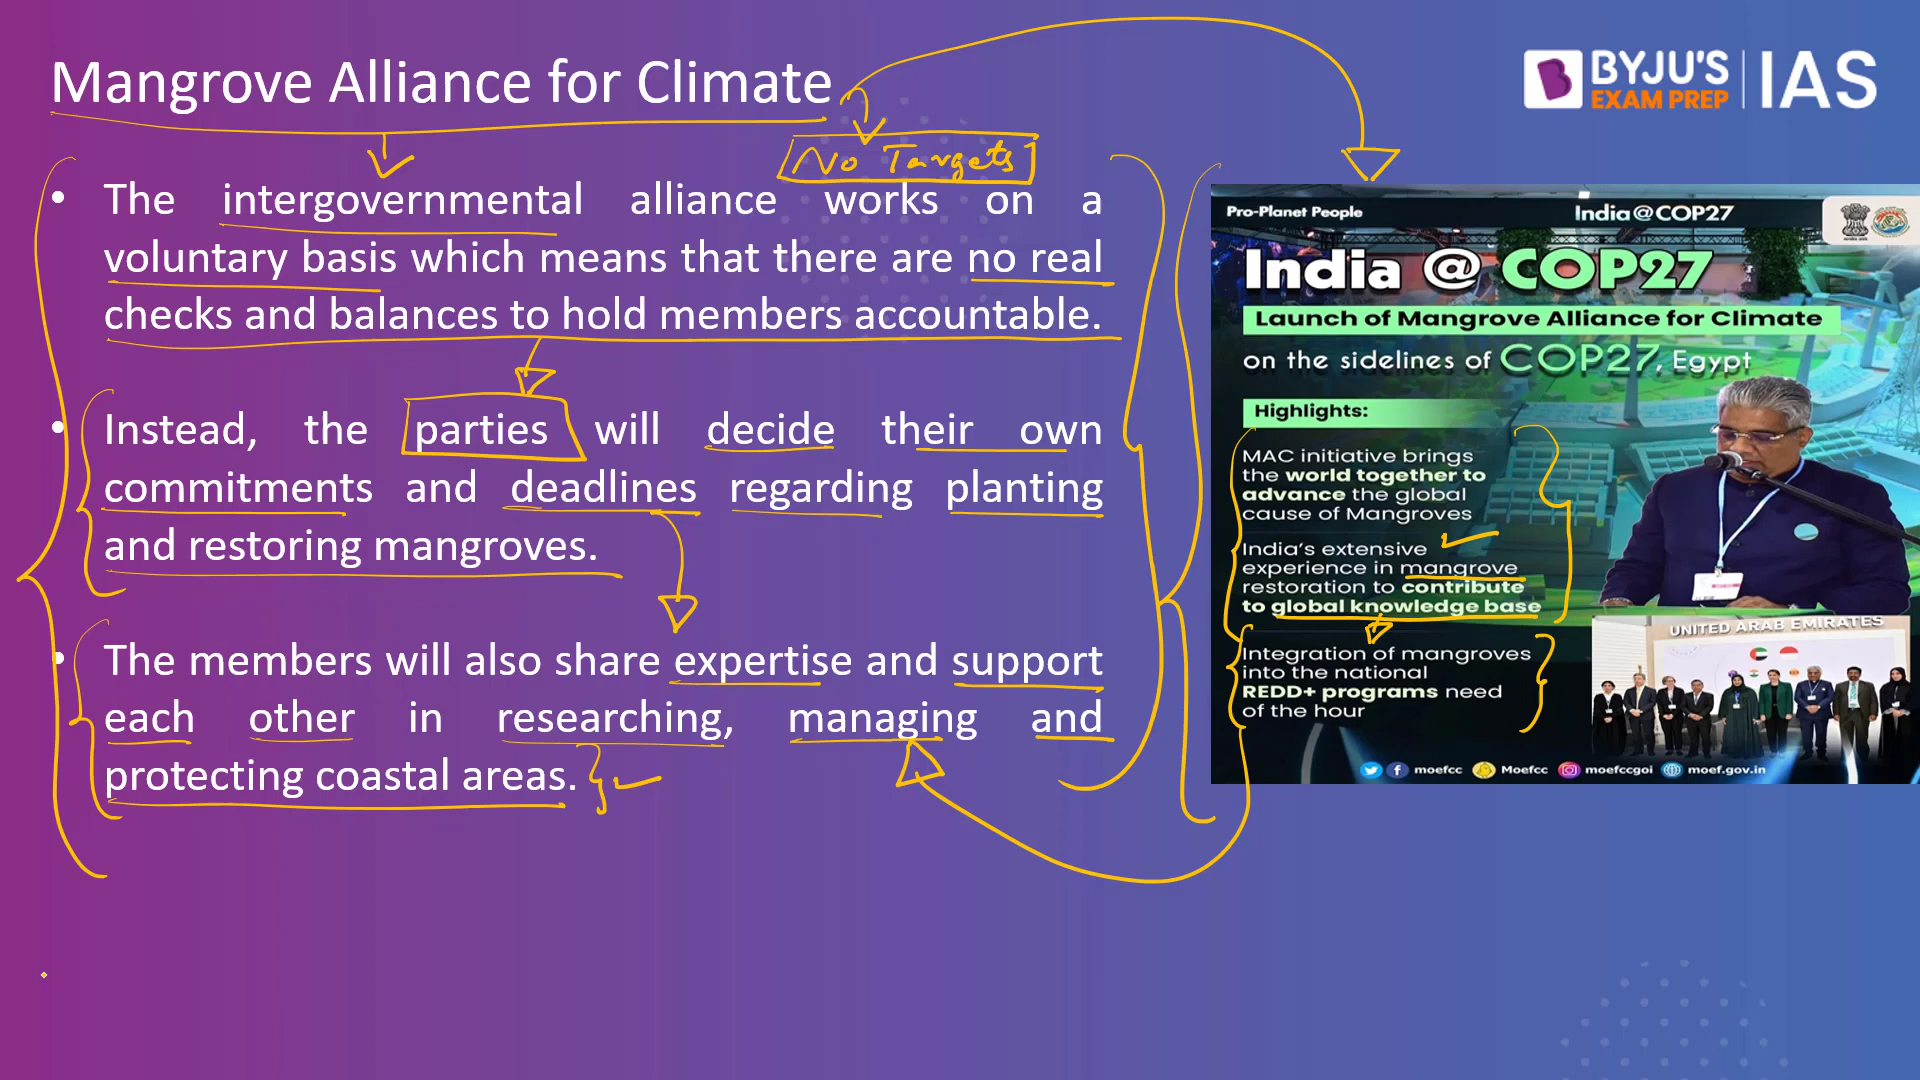 Mangrove Alliance for Climate
BYJU'S
EXAM PREP
IAS
No Targets
• The intergovernmental alliance works on a
voluntary basis which means that there are no real
checks and balances to hold members accountable.
• Instead, the parties will decide their own
commitments and deadlines regarding planting
and restoring mangroves.
• The members will also share expertise and support
each other in researching, managing and
protecting coastal areas.
Pro-Planet People
India@COP27
India @ COP27
Launch of Mangrove Alliance for Climate
on the sidelines of COP27, Egypt
Highlights:
MAC initiative brings
the world together to
advance the global
cause of Mangroves
India's extensive
experience in mangrove
restoration to contribute
to global knowledge base
Integration of mangroves
into the national
REDD+ programs need
of the hour
UNITED ARAB EMIRATES
moefcc Moefcc moefccgoi moef.gov.in